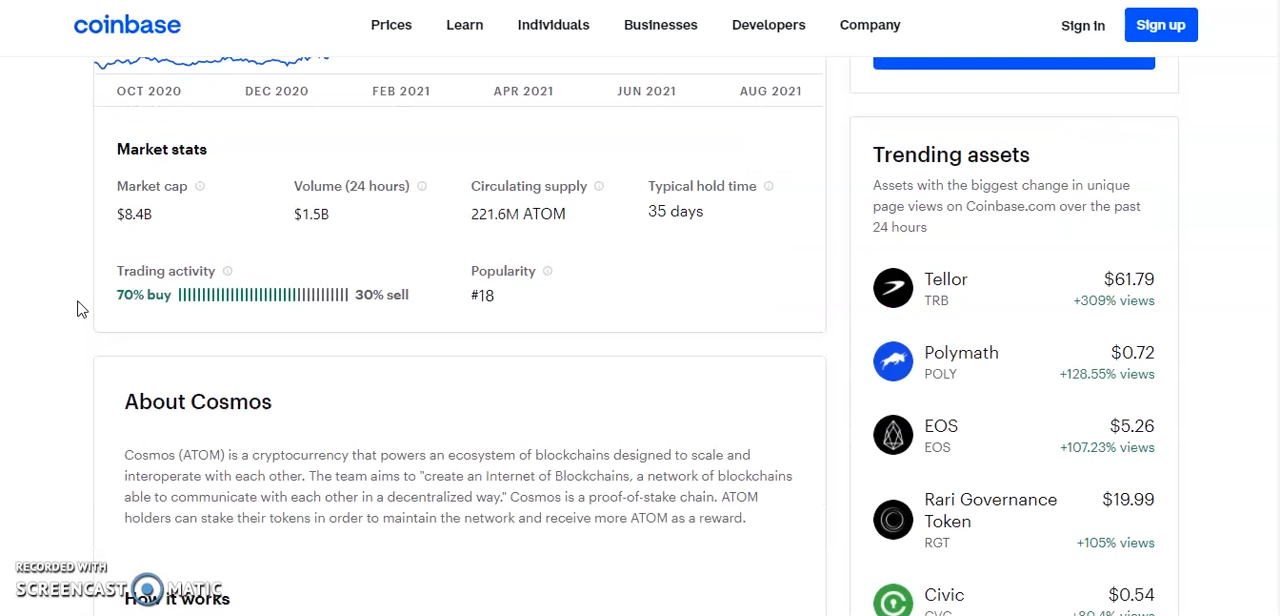 coinbase
Prices Learn Individuals Businesses Developers Company
Sign in Sign up
OCT 2020 DEC 2020 FEB 2021 APR 2021 JUN 2021 AUG 2021
Market stats
Market cap Volume (24 hours) Circulating supply Typical hold time
$8.4B $1.5B 221.6M ATOM 35 days
Trading activity Popularity
70% buy 30% sell #18
About Cosmos
Cosmos (ATOM) is a cryptocurrency that powers an ecosystem of blockchains designed to scale and
interoperate with each other. The team aims to "create an Internet of Blockchains, a network of blockchains
able to communicate with each other in a decentralized way." Cosmos is a proof-of-stake chain. ATOM
holders can stake their tokens in order to maintain the network and receive more ATOM as a reward.
How it works
Trending assets
Assets with the biggest change in unique
page views on Coinbase.com over the past
24 hours
Tellor $61.79
TRB +309% views
Polymath $0.72
POLY +128.55% views
EOS $5.26
EOS +107.23% views
Rari Governance $19.99
Token
RGT +105% views
Civic $0.54
CVC +80.4% views
RECORDED WITH
SCREENCAST MATIC